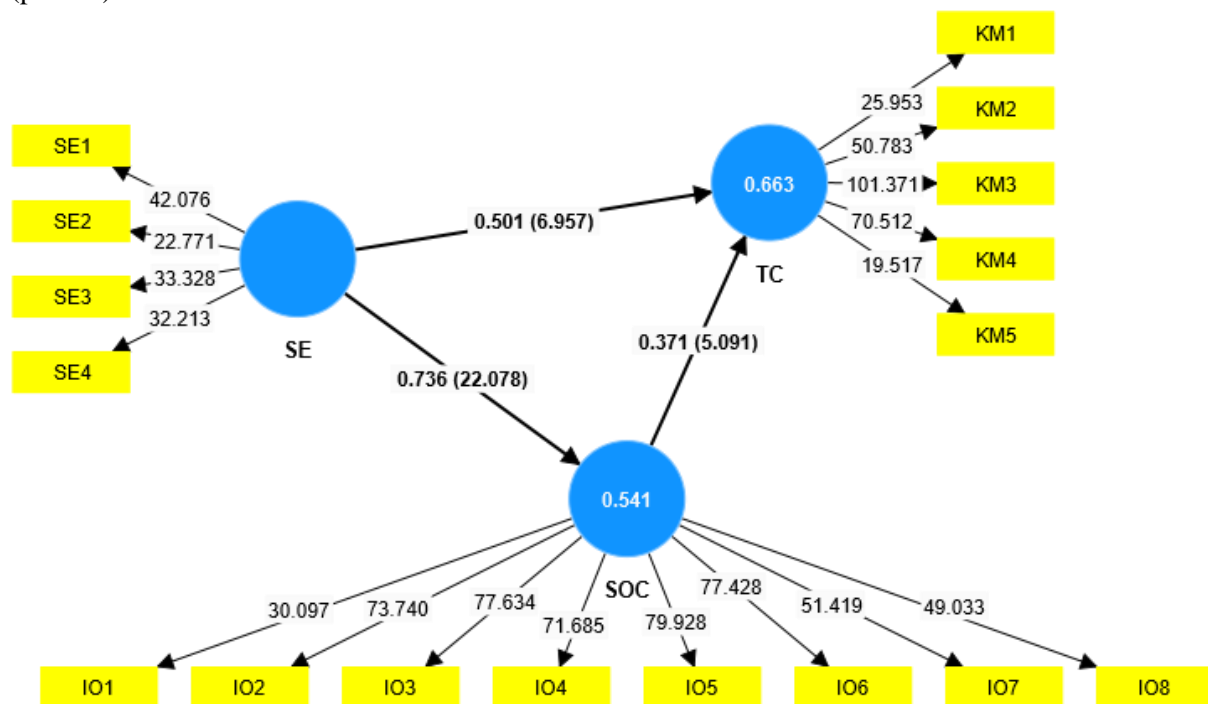 KM1
25.953
KM2
SE1
50.783
42.076
0.663
101.371
KM3
SE2
0.501 (6.957)
70.512
22.771
KM4
19.517
SE3
33.328
TC
32.213
KM5
SE
0.371 (5.091)
SE4
0.736 (22.078)
0.541
SOC
77.428
30.097
73.740
77.634
71.685
79.928
51.419
49.033
IO1
IO2
IO3
IO4
IO5
IO6
IO7
IO8